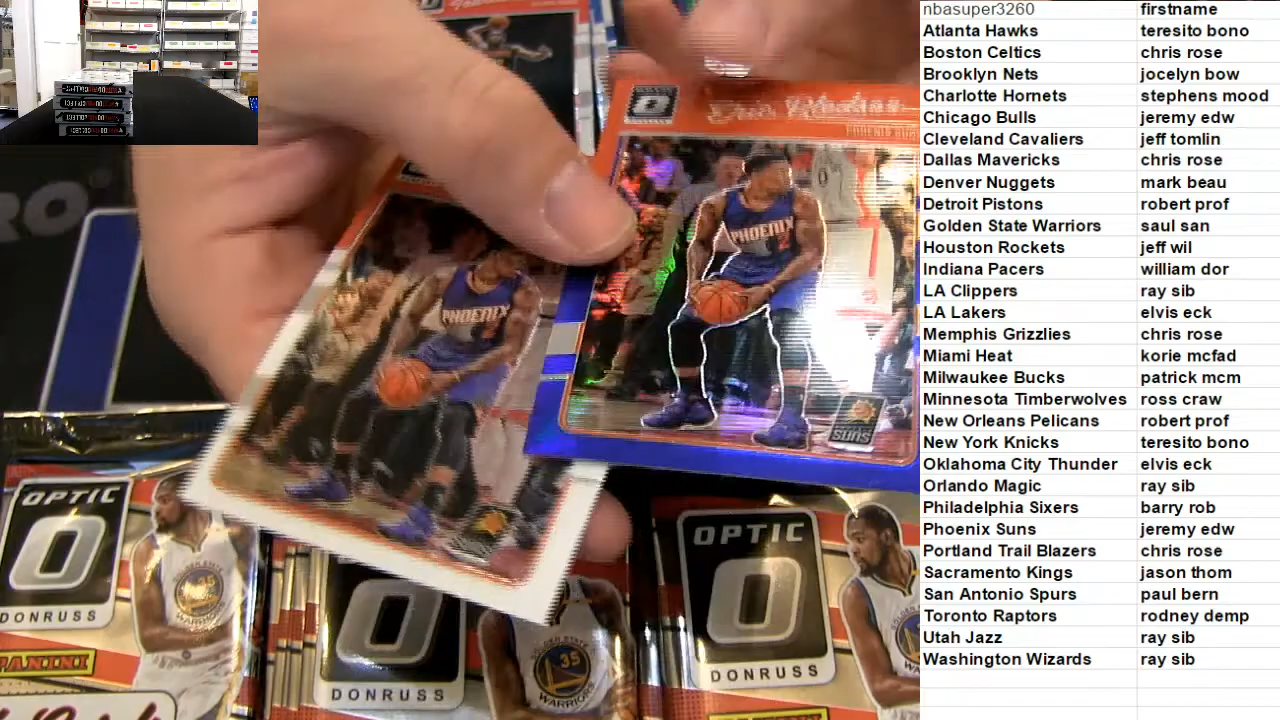 nbasuper3260 firstname
Atlanta Hawks teresito bono
Boston Celtics chris rose
Brooklyn Nets jocelyn bow
Charlotte Hornets stephens mood
Chicago Bulls jeremy edw
Cleveland Cavaliers jeff tomlin
Dallas Mavericks chris rose
Denver Nuggets mark beau
Detroit Pistons robert prof
Golden State Warriors saul san
Houston Rockets jeff wil
Indiana Pacers william dor
LA Clippers ray sib
LA Lakers elvis eck
Memphis Grizzlies chris rose
Miami Heat korie mcfad
Milwaukee Bucks patrick mcm
Minnesota Timberwolves ross craw
New Orleans Pelicans robert prof
New York Knicks teresito bono
Oklahoma City Thunder elvis eck
Orlando Magic ray sib
Philadelphia Sixers barry rob
Phoenix Suns jeremy edw
Portland Trail Blazers chris rose
Sacramento Kings jason thom
San Antonio Spurs paul bern
Toronto Raptors rodney demp
Utah Jazz ray sib
Washington Wizards ray sib
RO
PHOENIX SUNS
PHOENIX 2
SUNS
PHOENIX
OPTIC
DONRUSS
PANINI
DONRUSS
GOLDEN STATE
35
WARRIORS
OPTIC
DONRUSS
PANINI